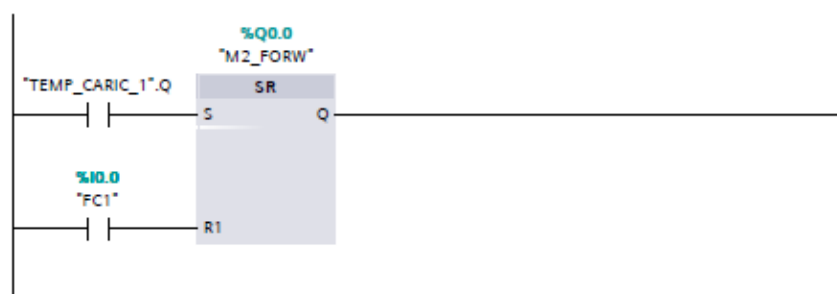 %Q0.0
"M2_FORW"
"TEMP_CARIC_1".Q
SR
S
Q
%I0.0
"FC1"
R1